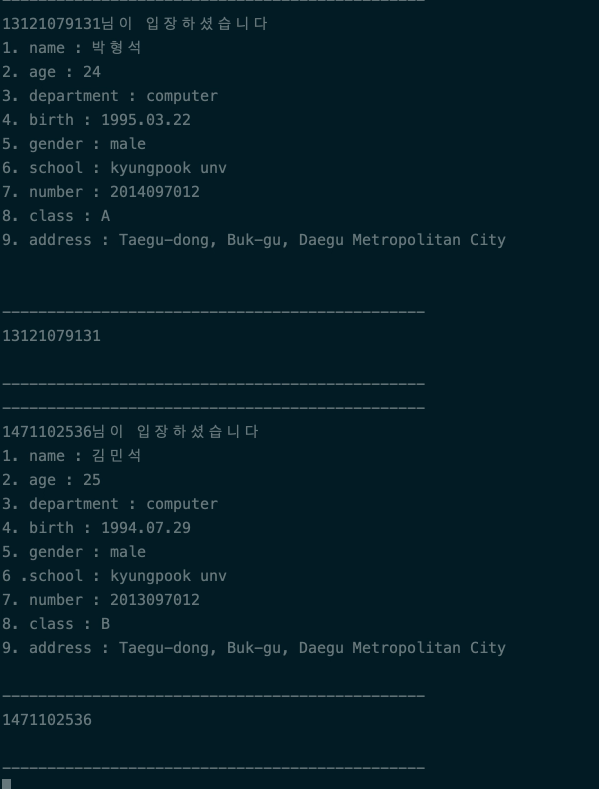 13121079131님이 입장하셨습니다
1. name : 박형석
2. age : 24
3. department : computer
4. birth : 1995.03.22
5. gender : male
6. school : kyungpook unv
7. number : 2014097012
8. class : A
9. address : Taegu-dong, Buk-gu, Daegu Metropolitan City
13121079131
1471102536님이 입장하셨습니다
1. name : 김민석
2. age : 25
3. department : computer
4. birth : 1994.07.29
5. gender : male
6 .school : kyungpook unv
7. number : 2013097012
8. class : B
9. address : Taegu-dong, Buk-gu, Daegu Metropolitan City
1471102536